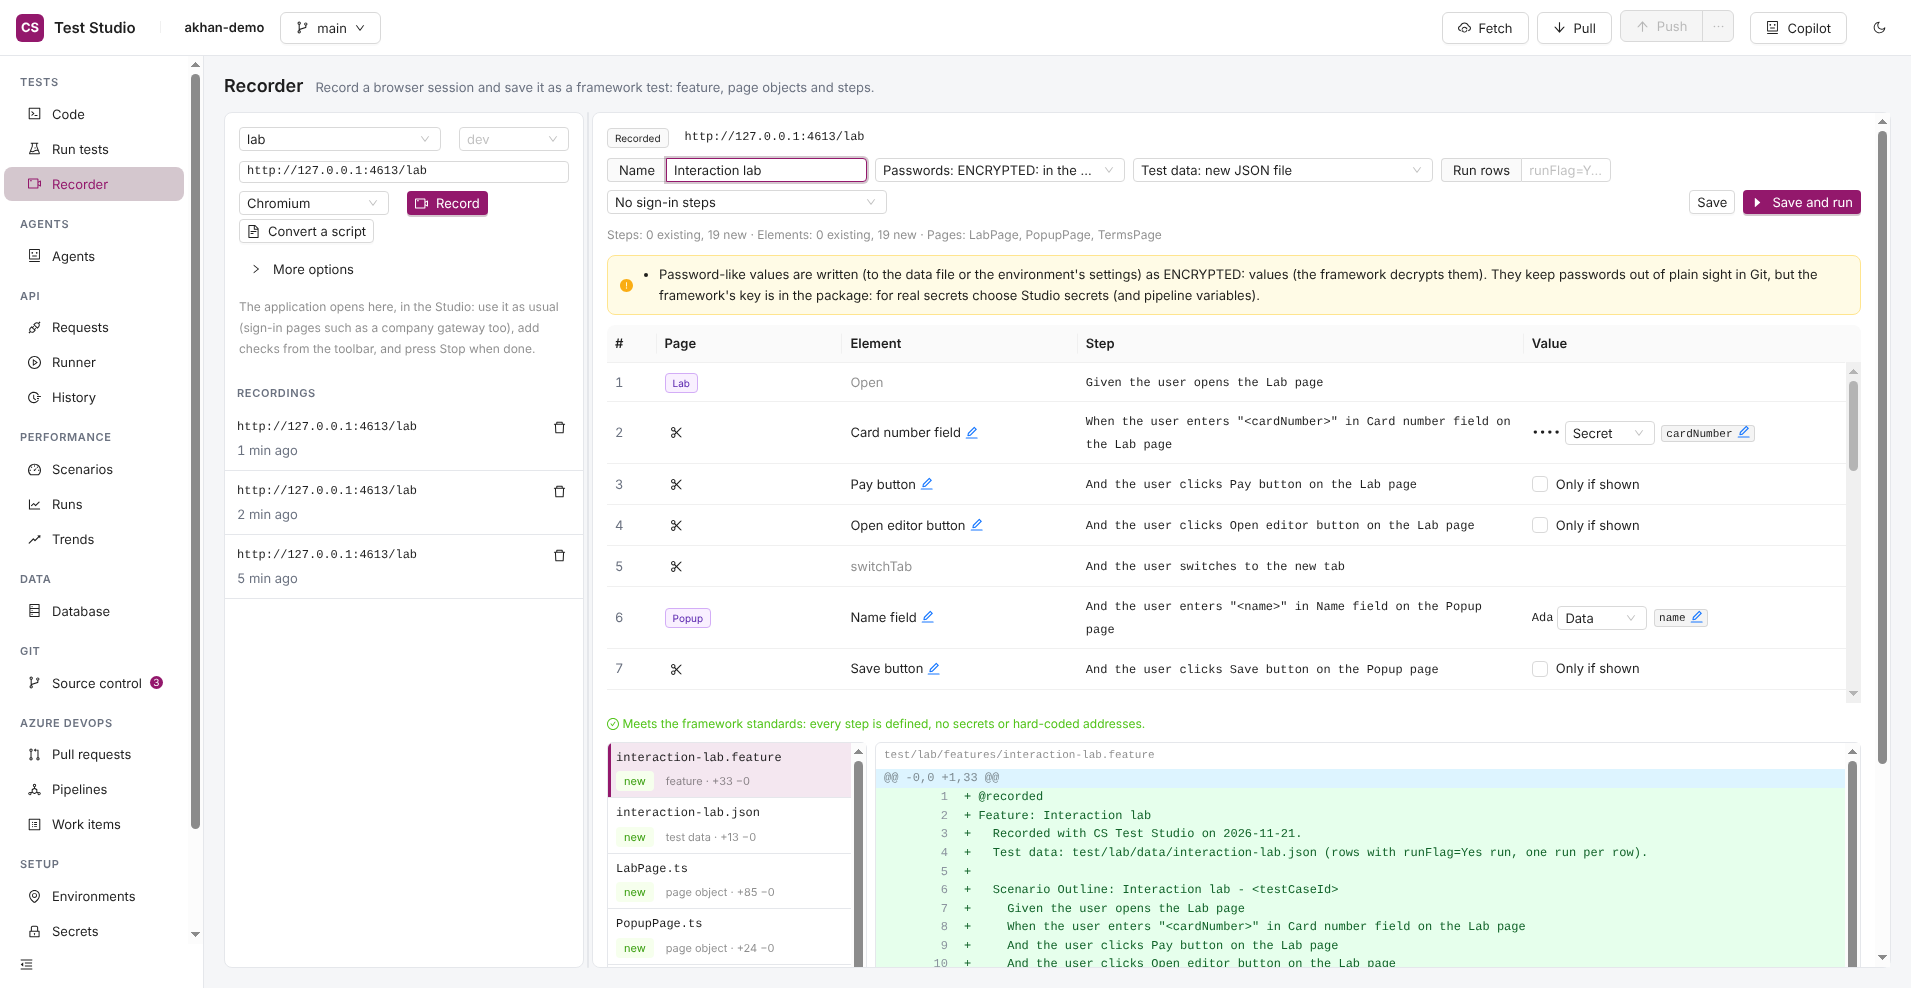 CS Test Studio akhan-demo main Fetch Pull Push ··· Copilot
TESTS
Code
Run tests
Recorder
AGENTS
Agents
API
Requests
Runner
History
PERFORMANCE
Scenarios
Runs
Trends
DATA
Database
GIT
Source control 3
AZURE DEVOPS
Pull requests
Pipelines
Work items
SETUP
Environments
Secrets
Recorder Record a browser session and save it as a framework test: feature, page objects and steps.
lab dev
http://127.0.0.1:4613/lab
Chromium Record
Convert a script
More options
The application opens here, in the Studio: use it as usual
(sign-in pages such as a company gateway too), add
checks from the toolbar, and press Stop when done.
RECORDINGS
http://127.0.0.1:4613/lab
1 min ago
http://127.0.0.1:4613/lab
2 min ago
http://127.0.0.1:4613/lab
5 min ago
Recorded http://127.0.0.1:4613/lab
Name Interaction lab Passwords: ENCRYPTED: in the ... Test data: new JSON file Run rows runFlag=Y...
No sign-in steps Save Save and run
Steps: 0 existing, 19 new · Elements: 0 existing, 19 new · Pages: LabPage, PopupPage, TermsPage
• Password-like values are written (to the data file or the environment's settings) as ENCRYPTED: values (the framework decrypts them). They keep passwords out of plain sight in Git, but the
framework's key is in the package: for real secrets choose Studio secrets (and pipeline variables).
# Page Element Step Value
1 Lab Open Given the user opens the Lab page
2 Card number field When the user enters "<cardNumber>" in Card number field on
the Lab page •••• Secret cardNumber
3 Pay button And the user clicks Pay button on the Lab page Only if shown
4 Open editor button And the user clicks Open editor button on the Lab page Only if shown
5 switchTab And the user switches to the new tab
6 Popup Name field And the user enters "<name>" in Name field on the Popup
page Ada Data name
7 Save button And the user clicks Save button on the Popup page Only if shown
Meets the framework standards: every step is defined, no secrets or hard-coded addresses.
interaction-lab.feature
new feature · +33 −0
interaction-lab.json
new test data · +13 −0
LabPage.ts
new page object · +85 −0
PopupPage.ts
new page object · +24 −0
test/lab/features/interaction-lab.feature
@@ -0,0 +1,33 @@
1 + @recorded
2 + Feature: Interaction lab
3 + Recorded with CS Test Studio on 2026-11-21.
4 + Test data: test/lab/data/interaction-lab.json (rows with runFlag=Yes run, one run per row).
5 +
6 + Scenario Outline: Interaction lab - <testCaseId>
7 + Given the user opens the Lab page
8 + When the user enters "<cardNumber>" in Card number field on the Lab page
9 + And the user clicks Pay button on the Lab page
10 + And the user clicks Open editor button on the Lab page